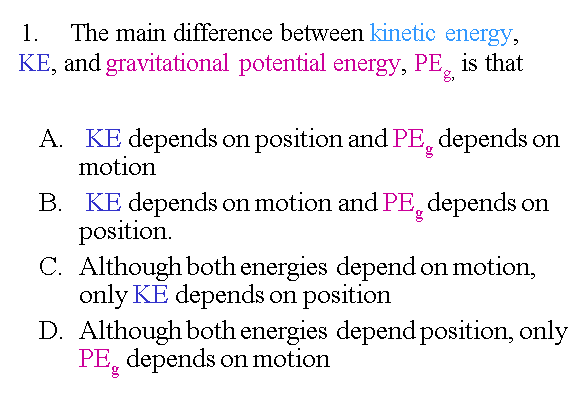 1. The main difference between kinetic energy,
KE, and gravitational potential energy, PEg, is that
A. KE depends on position and PEg depends on
motion
B. KE depends on motion and PEg depends on
position.
C. Although both energies depend on motion,
only KE depends on position
D. Although both energies depend position, only
PEg depends on motion